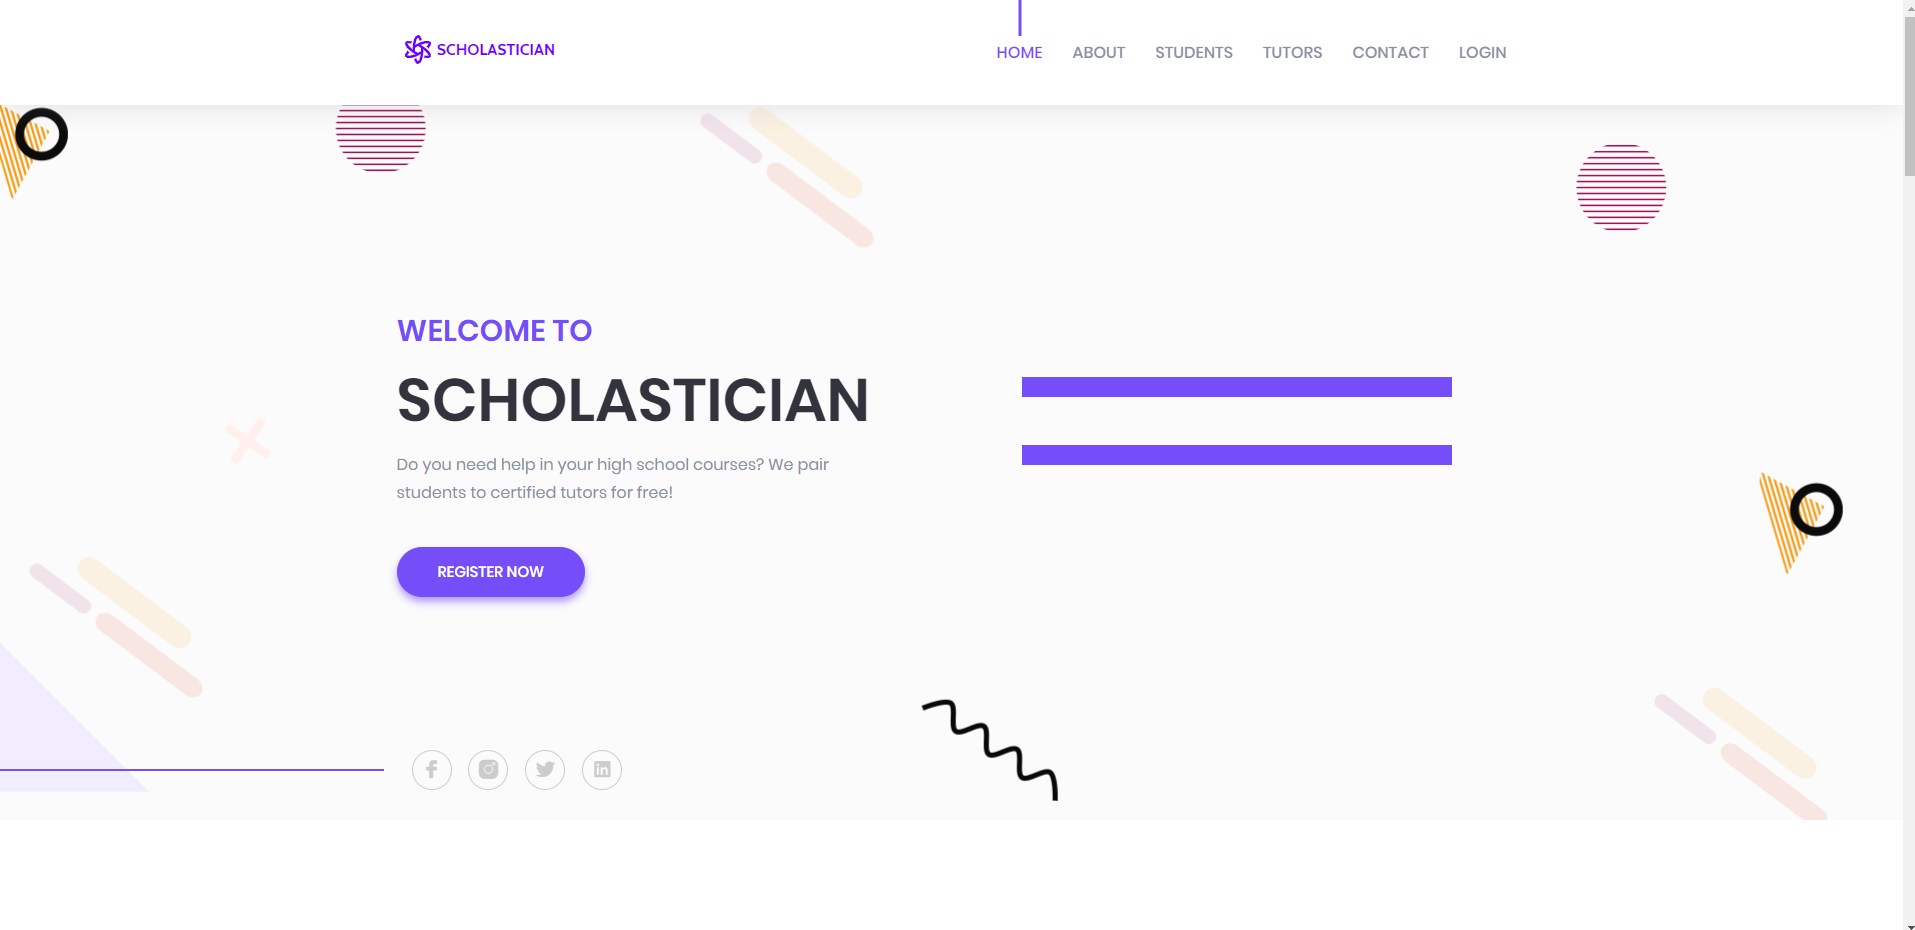 SCHOLASTICIAN
HOME ABOUT STUDENTS TUTORS CONTACT LOGIN
WELCOME TO
SCHOLASTICIAN
Do you need help in your high school courses? We pair
students to certified tutors for free!
REGISTER NOW